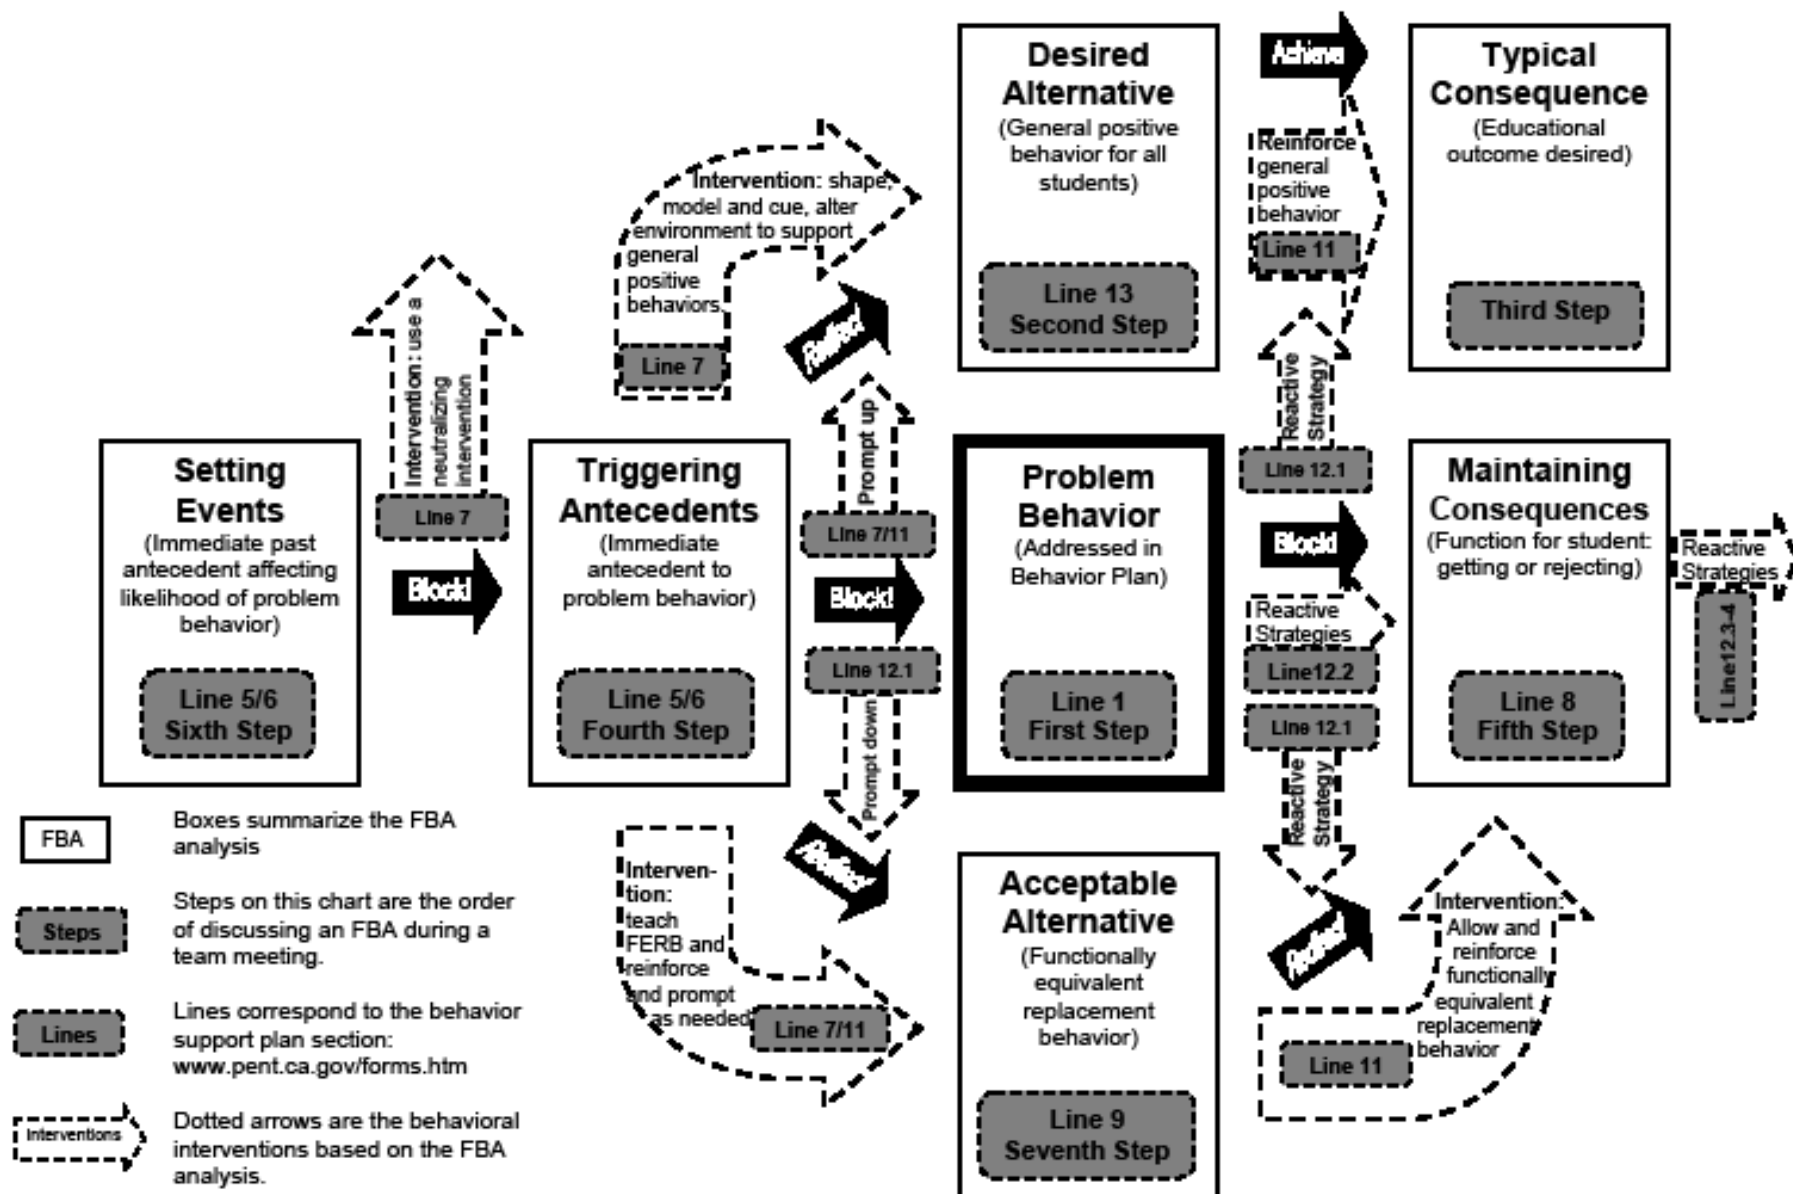 Desired
Alternative
(General positive
behavior for all
students)
Line 13
Second Step
Achieve
Reinforce
general
positive
behavior
Line 11
Typical
Consequence
(Educational
outcome desired)
Third Step
Intervention: shape,
model and cue, alter
environment to support
general
positive
behaviors.
Line 7
Intervention: use a
neutralizing
intervention
Line 7
Prompt up
Line 7/11
Reactive
Strategy
Line 12.1
Setting
Events
(Immediate past
antecedent affecting
likelihood of problem
behavior)
Line 5/6
Sixth Step
Block!
Triggering
Antecedents
(Immediate
antecedent to
problem behavior)
Line 5/6
Fourth Step
Block!
Line 12.1
Prompt down
Problem
Behavior
(Addressed in
Behavior Plan)
Line 1
First Step
Block!
Reactive
Strategies
Line12.2
Line 12.1
Reactive
Strategy
Maintaining
Consequences
(Function for student:
getting or rejecting)
Line 8
Fifth Step
Reactive
Strategies
Line12.3-4
Interven-
tion:
teach
FERB and
reinforce
and prompt
as needed
Line 7/11
Acceptable
Alternative
(Functionally
equivalent
replacement
behavior)
Line 9
Seventh Step
Intervention:
Allow and
reinforce
functionally
equivalent
replacement
behavior
Line 11
FBA
Boxes summarize the FBA
analysis
Steps
Steps on this chart are the order
of discussing an FBA during a
team meeting.
Lines
Lines correspond to the behavior
support plan section:
www.pent.ca.gov/forms.htm
Interventions
Dotted arrows are the behavioral
interventions based on the FBA
analysis.